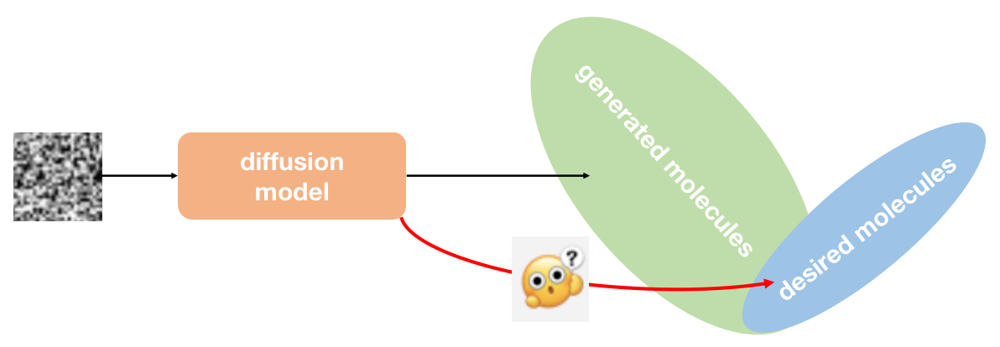 diffusion
model
generated molecules
desired molecules
?